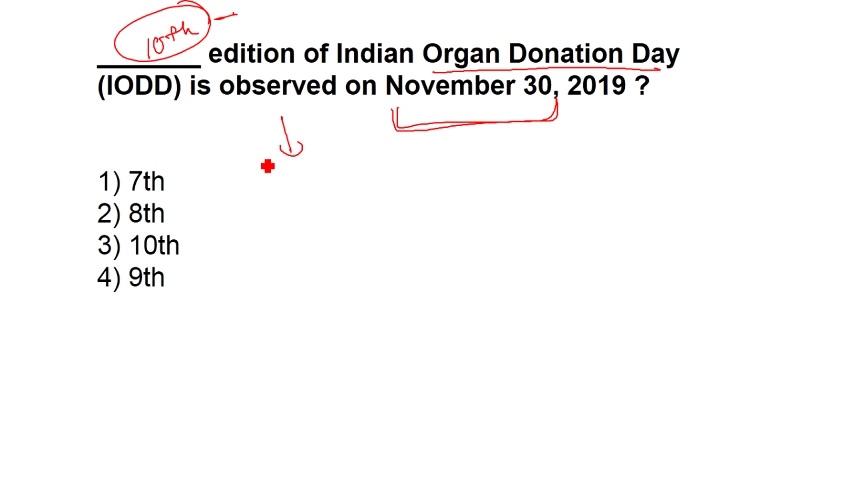 10th
________ edition of Indian Organ Donation Day
(IODD) is observed on November 30, 2019 ?
1) 7th
2) 8th
3) 10th
4) 9th